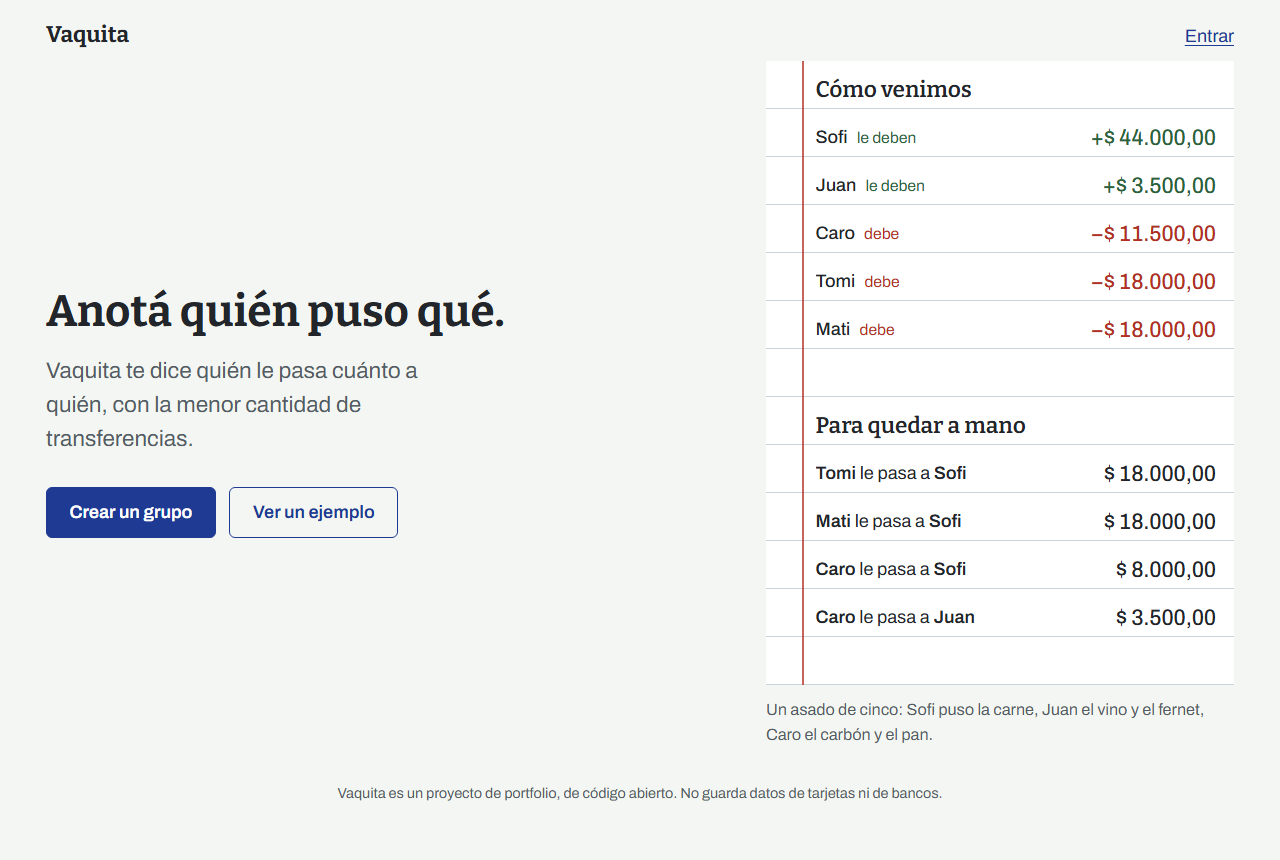 Vaquita
Entrar
Anotá quién puso qué.
Vaquita te dice quién le pasa cuánto a
quién, con la menor cantidad de
transferencias.
Crear un grupo
Ver un ejemplo
Cómo venimos
Sofi le deben +$ 44.000,00
Juan le deben +$ 3.500,00
Caro debe −$ 11.500,00
Tomi debe −$ 18.000,00
Mati debe −$ 18.000,00
Para quedar a mano
Tomi le pasa a Sofi $ 18.000,00
Mati le pasa a Sofi $ 18.000,00
Caro le pasa a Sofi $ 8.000,00
Caro le pasa a Juan $ 3.500,00
Un asado de cinco: Sofi puso la carne, Juan el vino y el fernet,
Caro el carbón y el pan.
Vaquita es un proyecto de portfolio, de código abierto. No guarda datos de tarjetas ni de bancos.